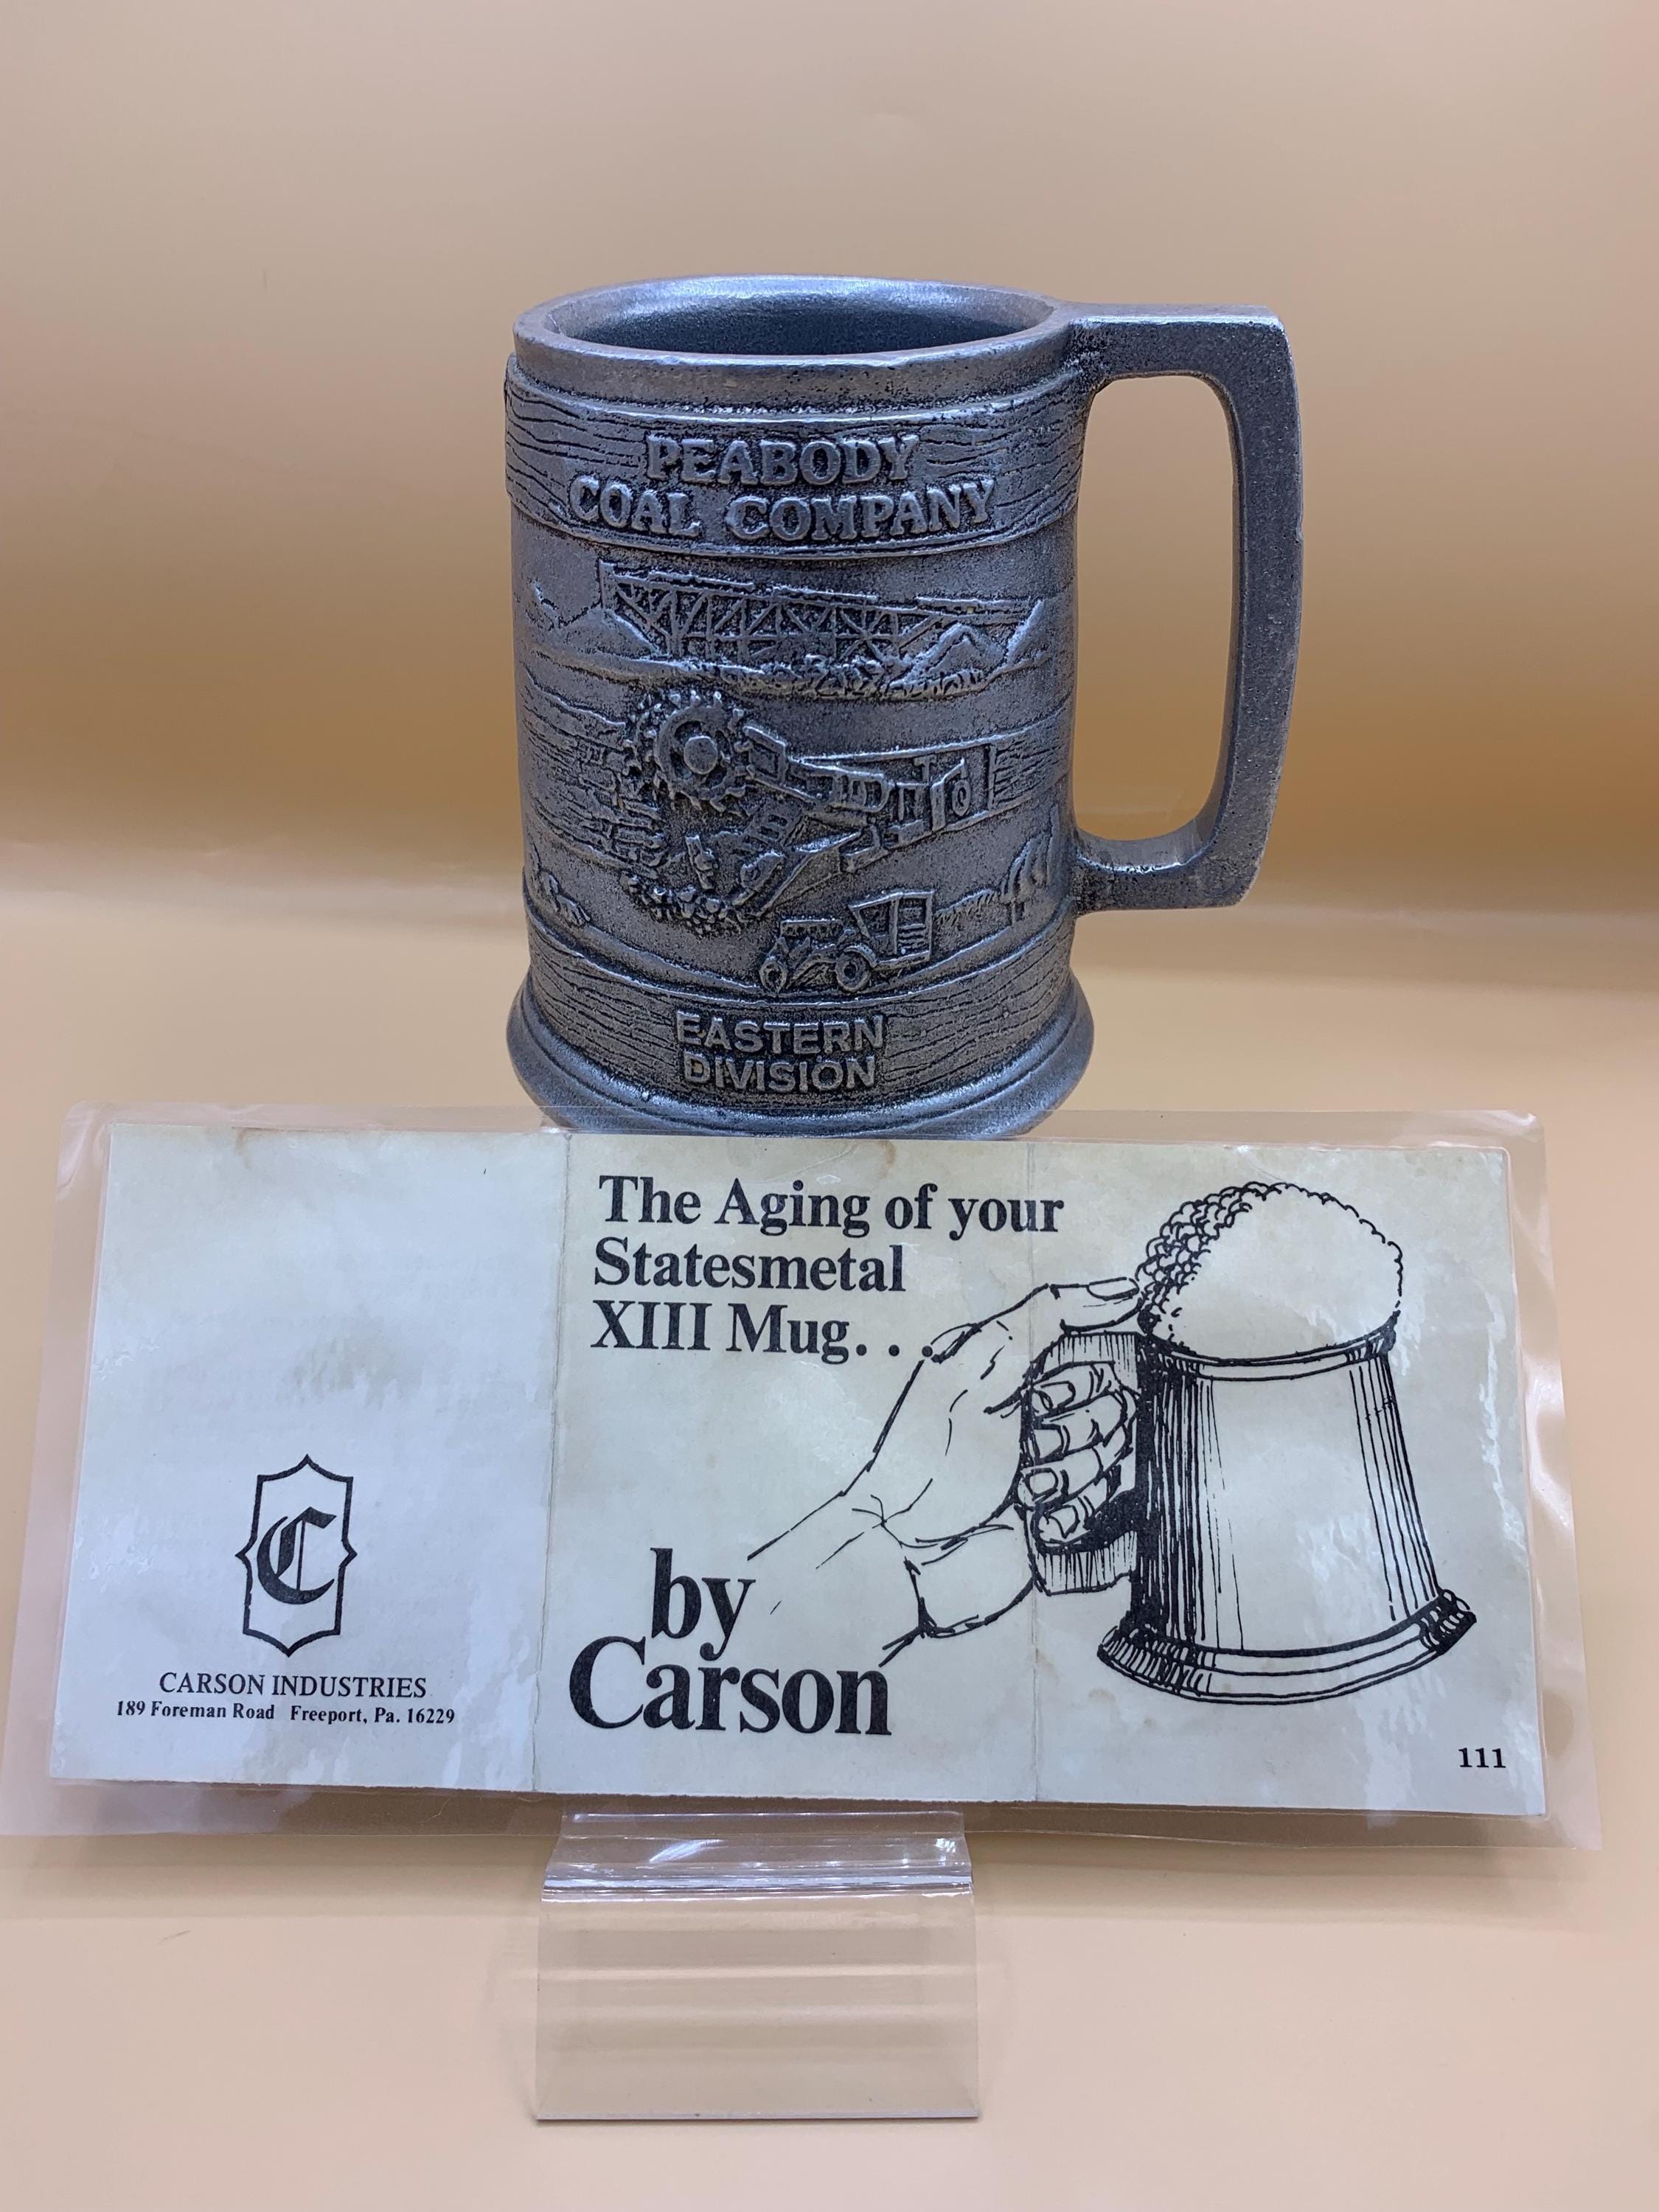 PEABODY
COAL COMPANY
EASTERN
DIVISION
The Aging of your
Statesmetal
XIII Mug. . .
by
Carson
C
CARSON INDUSTRIES
189 Foreman Road Freeport, Pa. 16229
111